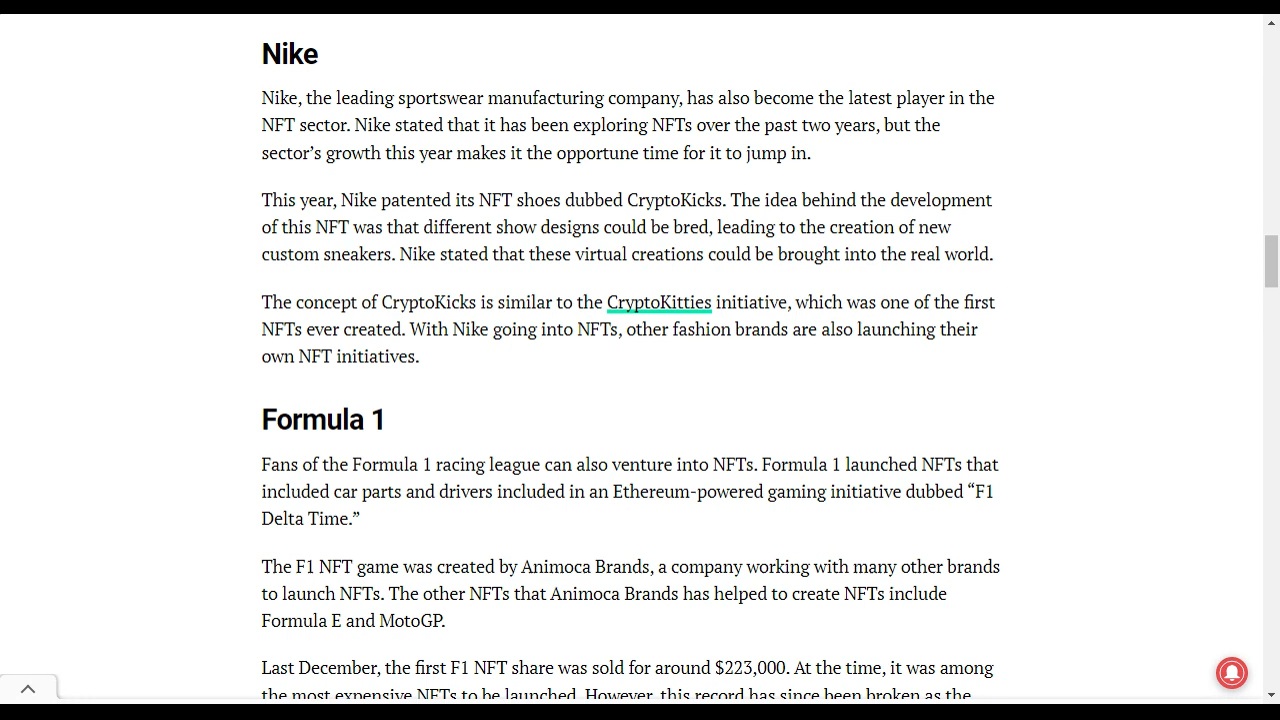 Nike
Nike, the leading sportswear manufacturing company, has also become the latest player in the
NFT sector. Nike stated that it has been exploring NFTs over the past two years, but the
sector’s growth this year makes it the opportune time for it to jump in.
This year, Nike patented its NFT shoes dubbed CryptoKicks. The idea behind the development
of this NFT was that different show designs could be bred, leading to the creation of new
custom sneakers. Nike stated that these virtual creations could be brought into the real world.
The concept of CryptoKicks is similar to the CryptoKitties initiative, which was one of the first
NFTs ever created. With Nike going into NFTs, other fashion brands are also launching their
own NFT initiatives.
Formula 1
Fans of the Formula 1 racing league can also venture into NFTs. Formula 1 launched NFTs that
included car parts and drivers included in an Ethereum-powered gaming initiative dubbed “F1
Delta Time.”
The F1 NFT game was created by Animoca Brands, a company working with many other brands
to launch NFTs. The other NFTs that Animoca Brands has helped to create NFTs include
Formula E and MotoGP.
Last December, the first F1 NFT share was sold for around $223,000. At the time, it was among
the most expensive NFTs to be launched. However, this record has since been broken as the